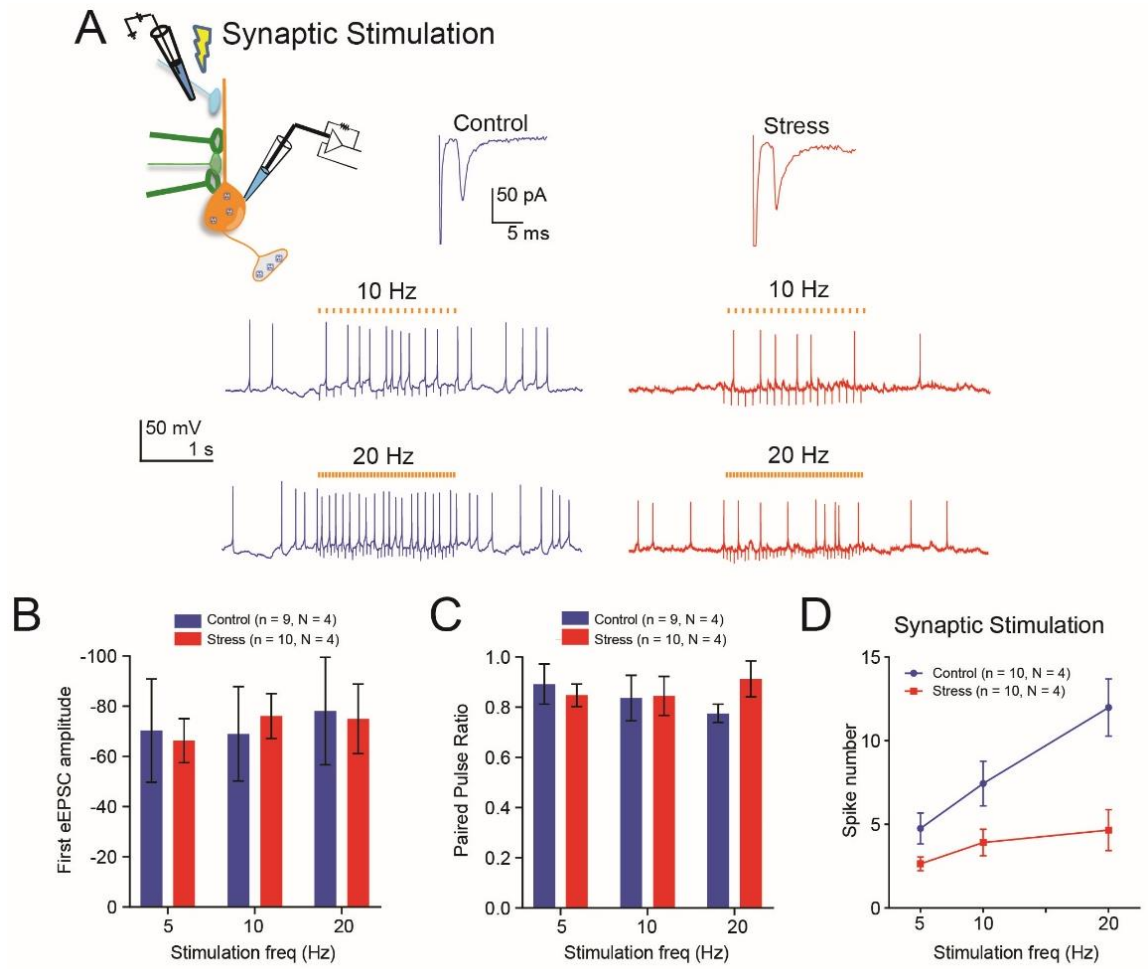 A
Synaptic Stimulation
Control
Stress
50 pA
5 ms
10 Hz
10 Hz
50 mV
1 s
20 Hz
20 Hz
B
Control (n = 9, N = 4)
Stress (n = 10, N = 4)
-100
-80
-60
-40
-20
0
First eEPSC amplitude
5
10
20
Stimulation freq (Hz)
C
Control (n = 9, N = 4)
Stress (n = 10, N = 4)
1.0
0.8
0.6
0.4
0.2
0.0
Paired Pulse Ratio
5
10
20
Stimulation freq (Hz)
D
Synaptic Stimulation
Control (n = 10, N = 4)
Stress (n = 10, N = 4)
15
10
5
0
Spike number
5
10
20
Stimulation freq (Hz)